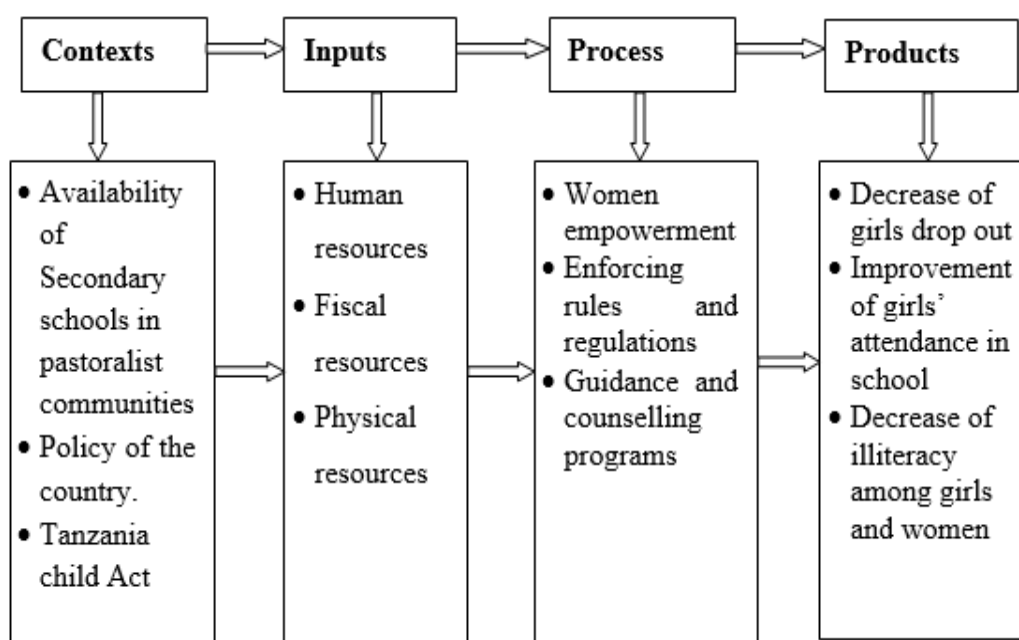 Contexts
Inputs
Process
Products
• Availability
of
Secondary
schools in
pastoralist
communities
• Policy of the
country.
• Tanzania
child Act
• Human
resources
• Fiscal
resources
• Physical
resources
• Women
empowerment
• Enforcing
rules and
regulations
• Guidance and
counselling
programs
• Decrease of
girls drop out
• Improvement
of girls’
attendance in
school
• Decrease of
illiteracy
among girls
and women